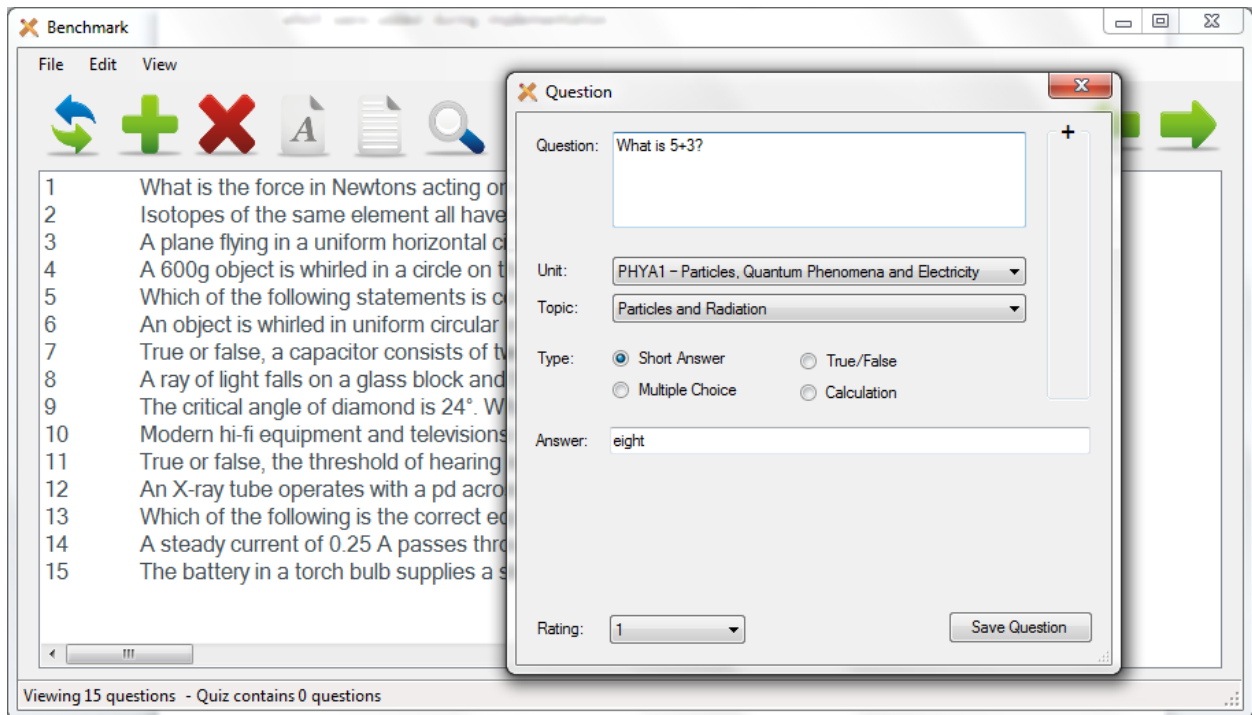 which were added during implementation
Benchmark
File Edit View
1 What is the force in Newtons acting or
2 Isotopes of the same element all have
3 A plane flying in a uniform horizontal ci
4 A 600g object is whirled in a circle on t
5 Which of the following statements is c
6 An object is whirled in uniform circular
7 True or false, a capacitor consists of tw
8 A ray of light falls on a glass block and
9 The critical angle of diamond is 24°. W
10 Modern hi-fi equipment and televisions
11 True or false, the threshold of hearing
12 An X-ray tube operates with a pd acro
13 Which of the following is the correct eq
14 A steady current of 0.25 A passes thro
15 The battery in a torch bulb supplies a s
Viewing 15 questions - Quiz contains 0 questions
Question
Question: What is 5+3?
+
Unit: PHYA1 – Particles, Quantum Phenomena and Electricity
Topic: Particles and Radiation
Type: Short Answer True/False
Multiple Choice Calculation
Answer: eight
Rating: 1 Save Question
A